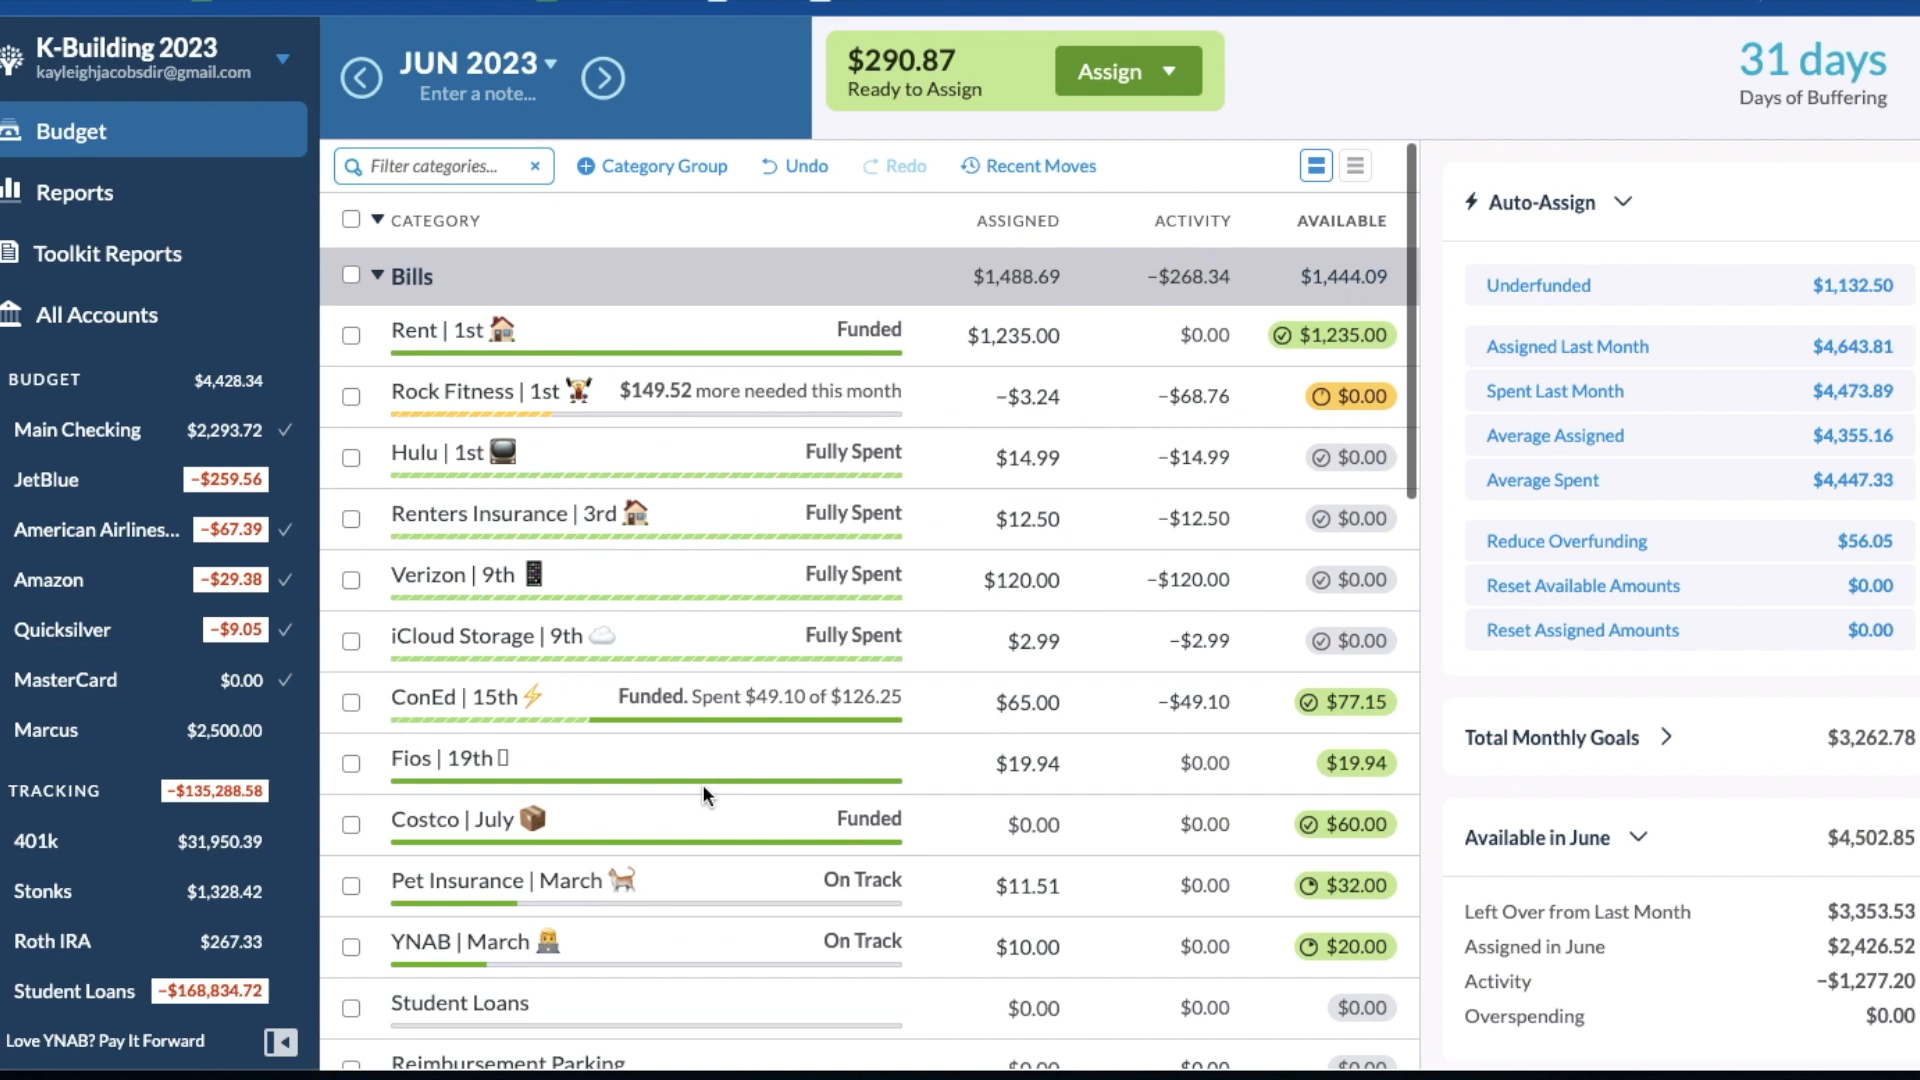 K-Building 2023
kayleighjacobsdir@gmail.com
Budget
Reports
Toolkit Reports
All Accounts
BUDGET $4,428.34
Main Checking $2,293.72
JetBlue -$259.56
American Airlines... -$67.39
Amazon -$29.38
Quicksilver -$9.05
MasterCard $0.00
Marcus $2,500.00
TRACKING -$135,288.58
401k $31,950.39
Stonks $1,328.42
Roth IRA $267.33
Student Loans -$168,834.72
Love YNAB? Pay It Forward
JUN 2023
Enter a note...
$290.87
Ready to Assign
Assign
31 days
Days of Buffering
Filter categories...
Category Group
Undo
Redo
Recent Moves
CATEGORY ASSIGNED ACTIVITY AVAILABLE
Bills $1,488.69 -$268.34 $1,444.09
Rent | 1st 🏠 Funded $1,235.00 $0.00 $1,235.00
Rock Fitness | 1st 🏋 $149.52 more needed this month -$3.24 -$68.76 $0.00
Hulu | 1st 📺 Fully Spent $14.99 -$14.99 $0.00
Renters Insurance | 3rd 🏠 Fully Spent $12.50 -$12.50 $0.00
Verizon | 9th 📱 Fully Spent $120.00 -$120.00 $0.00
iCloud Storage | 9th ☁️ Fully Spent $2.99 -$2.99 $0.00
ConEd | 15th ⚡ Funded. Spent $49.10 of $126.25 $65.00 -$49.10 $77.15
Fios | 19th $19.94 $0.00 $19.94
Costco | July 📦 Funded $0.00 $0.00 $60.00
Pet Insurance | March 🐈 On Track $11.51 $0.00 $32.00
YNAB | March 👩‍💻 On Track $10.00 $0.00 $20.00
Student Loans $0.00 $0.00 $0.00
Reimbursement Parking $0.00 $0.00 $0.00
Auto-Assign
Underfunded $1,132.50
Assigned Last Month $4,643.81
Spent Last Month $4,473.89
Average Assigned $4,355.16
Average Spent $4,447.33
Reduce Overfunding $56.05
Reset Available Amounts $0.00
Reset Assigned Amounts $0.00
Total Monthly Goals $3,262.78
Available in June $4,502.85
Left Over from Last Month $3,353.53
Assigned in June $2,426.52
Activity -$1,277.20
Overspending $0.00